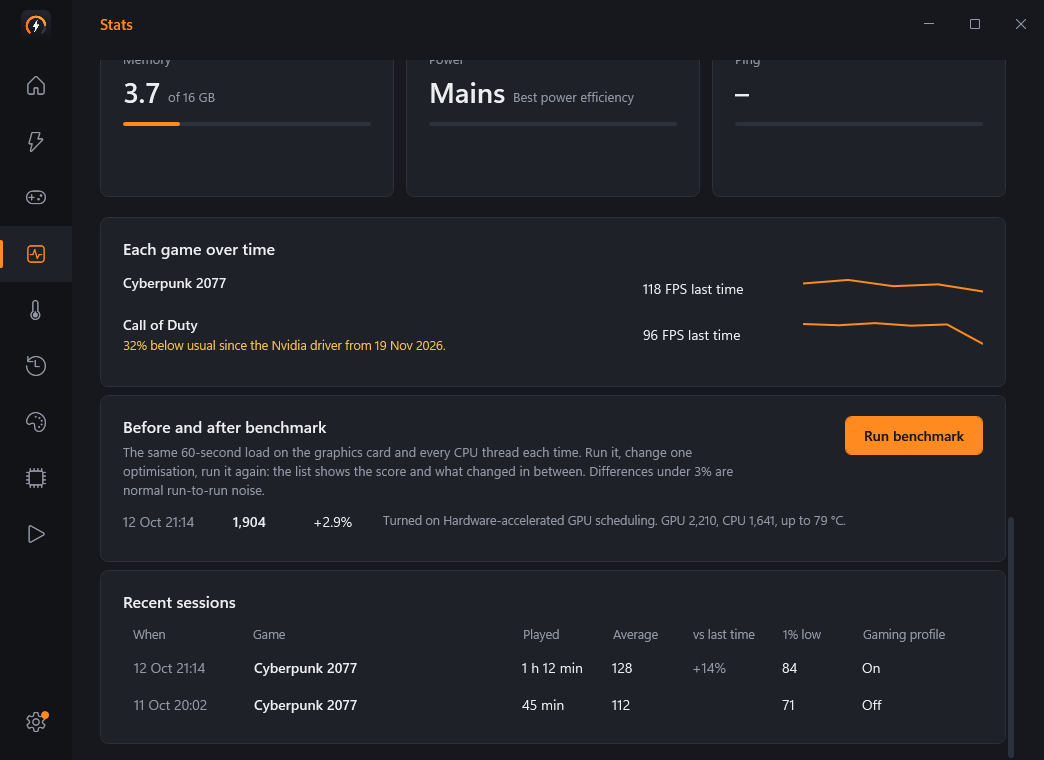 Stats
Memory
Power
Ping
3.7 of 16 GB
Mains Best power efficiency
–
Each game over time
Cyberpunk 2077
118 FPS last time
Call of Duty
32% below usual since the Nvidia driver from 19 Nov 2026.
96 FPS last time
Before and after benchmark
Run benchmark
The same 60-second load on the graphics card and every CPU thread each time. Run it, change one
optimisation, run it again: the list shows the score and what changed in between. Differences under 3% are
normal run-to-run noise.
12 Oct 21:14 1,904 +2.9% Turned on Hardware-accelerated GPU scheduling. GPU 2,210, CPU 1,641, up to 79 °C.
Recent sessions
When Game Played Average vs last time 1% low Gaming profile
12 Oct 21:14 Cyberpunk 2077 1 h 12 min 128 +14% 84 On
11 Oct 20:02 Cyberpunk 2077 45 min 112 71 Off